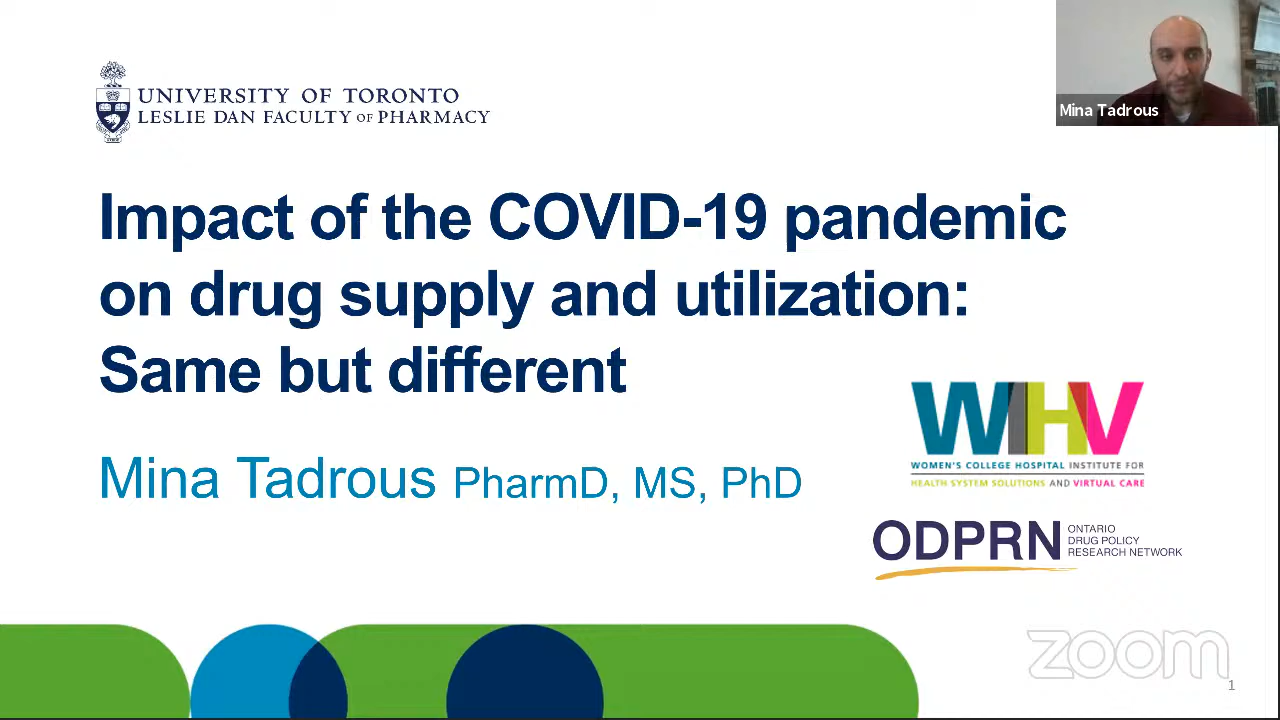 UNIVERSITY OF TORONTO
LESLIE DAN FACULTY OF PHARMACY
Mina Tadrous
Impact of the COVID-19 pandemic
on drug supply and utilization:
Same but different
Mina Tadrous PharmD, MS, PhD
WIHV
WOMEN'S COLLEGE HOSPITAL INSTITUTE FOR
HEALTH SYSTEM SOLUTIONS AND VIRTUAL CARE
ODPRN
ONTARIO
DRUG POLICY
RESEARCH NETWORK
zoom
1